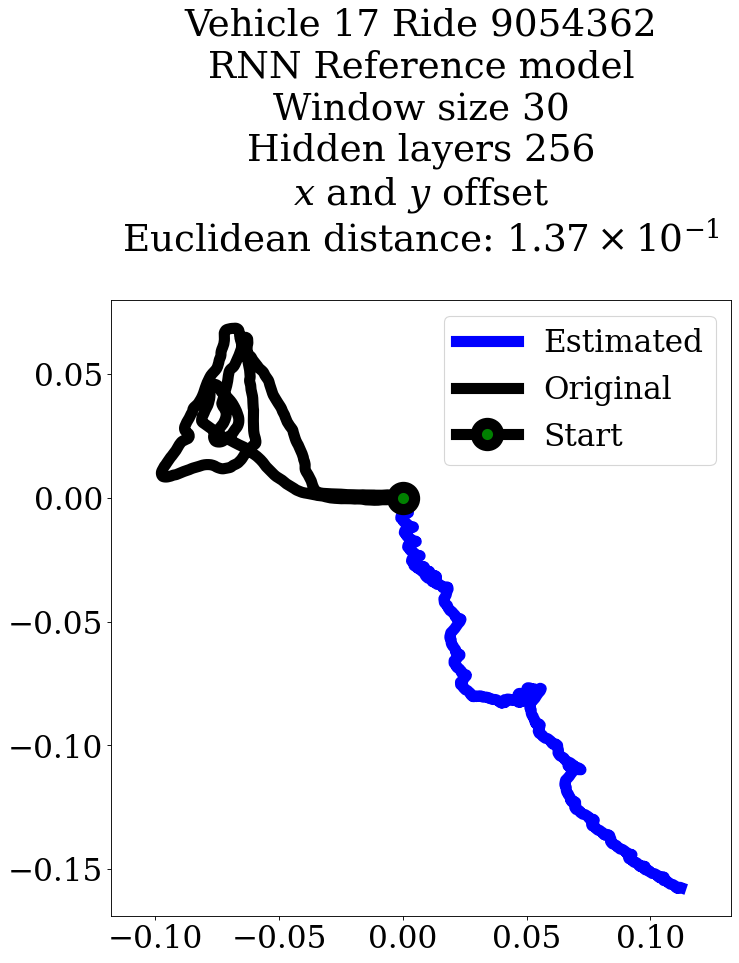 Vehicle 17 Ride 9054362
RNN Reference model
Window size 30
Hidden layers 256
x and y offset
Euclidean distance: 1.37 × 10⁻¹
Estimated
Original
Start
0.05
0.00
−0.05
−0.10
−0.15
−0.10 −0.05 0.00 0.05 0.10